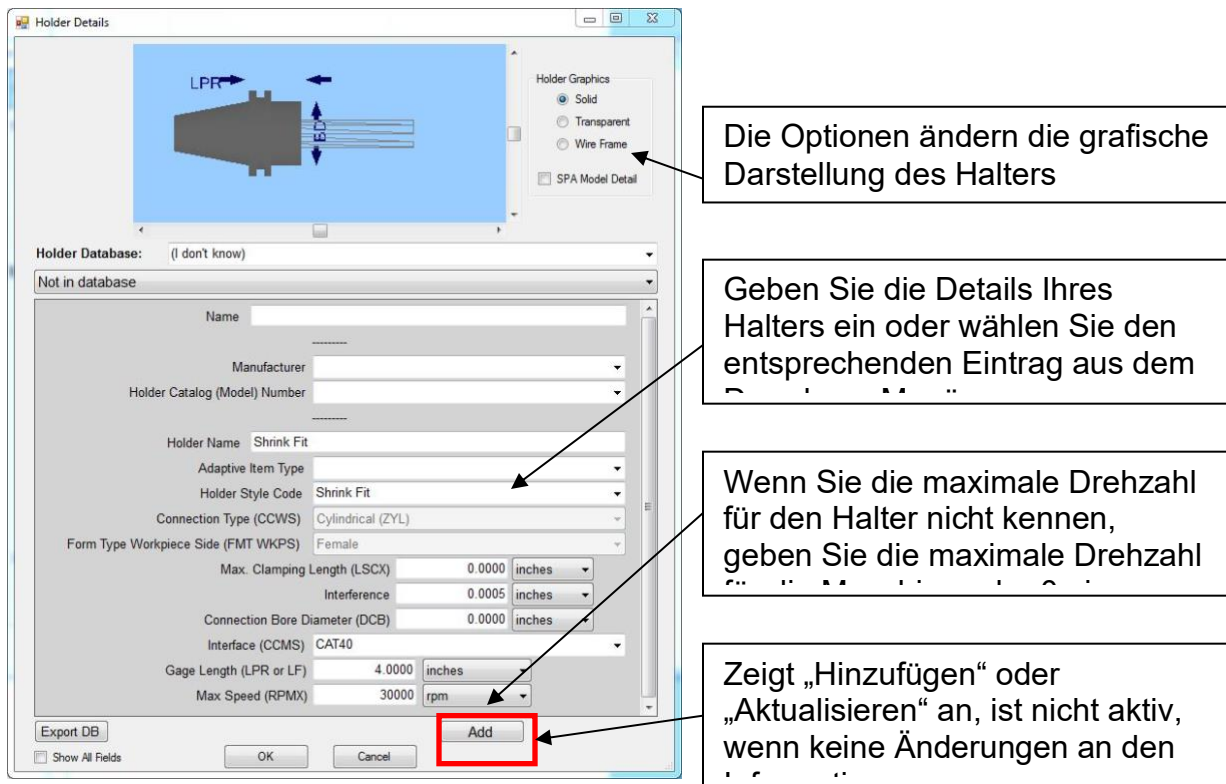 Holder Details
LPR
BD
Holder Graphics
Solid
Transparent
Wire Frame
SPA Model Detail
Holder Database: (I don't know)
Not in database
Name
---------
Manufacturer
Holder Catalog (Model) Number
---------
Holder Name Shrink Fit
Adaptive Item Type
Holder Style Code Shrink Fit
Connection Type (CCWS) Cylindrical (ZYL)
Form Type Workpiece Side (FMT WKPS) Female
Max. Clamping Length (LSCX) 0.0000 inches
Interference 0.0005 inches
Connection Bore Diameter (DCB) 0.0000 inches
Interface (CCMS) CAT40
Gage Length (LPR or LF) 4.0000 inches
Max Speed (RPMX) 30000 rpm
Export DB
Add
Show All Fields
OK
Cancel
Die Optionen ändern die grafische
Darstellung des Halters
Geben Sie die Details Ihres
Halters ein oder wählen Sie den
entsprechenden Eintrag aus dem
Wenn Sie die maximale Drehzahl
für den Halter nicht kennen,
geben Sie die maximale Drehzahl
Zeigt „Hinzufügen“ oder
„Aktualisieren“ an, ist nicht aktiv,
wenn keine Änderungen an den